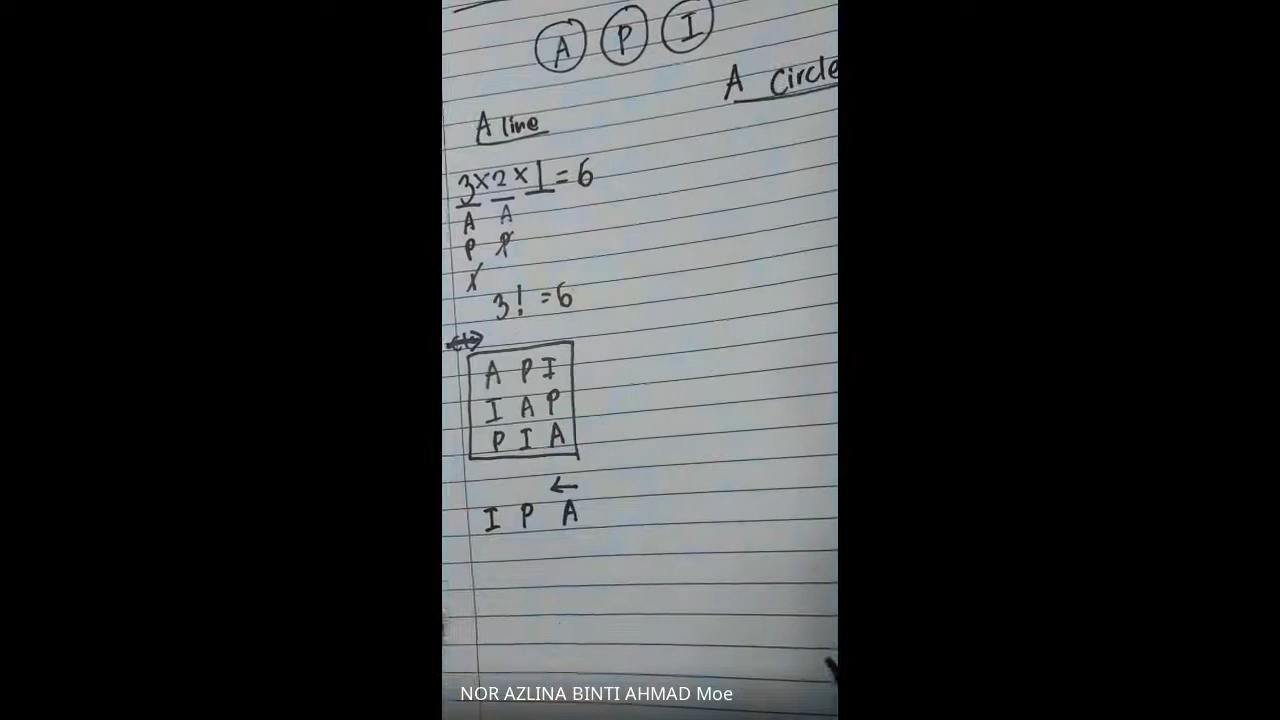 A P I
A Circle
A line
3 × 2 × 1 = 6
A A
P P
I
3! = 6
A P I
I A P
P I A
←
I P A
NOR AZLINA BINTI AHMAD Moe